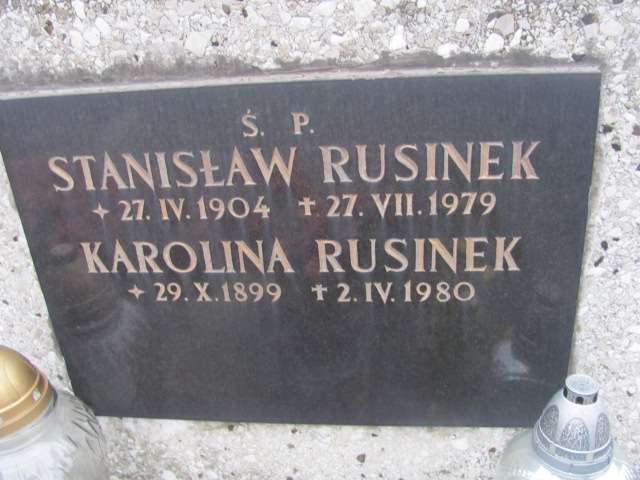 Ś. P.
STANISŁAW RUSINEK
✦ 27. IV. 1904 ✝ 27. VII. 1979
KAROLINA RUSINEK
✦ 29. X. 1899 ✝ 2. IV. 1980